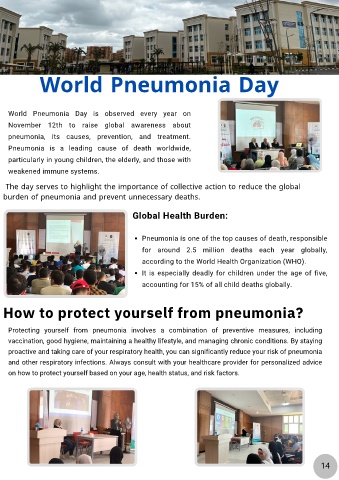 World Pneumonia Day
World Pneumonia Day is observed every year on
November 12th to raise global awareness about
pneumonia, its causes, prevention, and treatment.
Pneumonia is a leading cause of death worldwide,
particularly in young children, the elderly, and those with
weakened immune systems.
The day serves to highlight the importance of collective action to reduce the global
burden of pneumonia and prevent unnecessary deaths.
Global Health Burden:
• Pneumonia is one of the top causes of death, responsible
for around 2.5 million deaths each year globally,
according to the World Health Organization (WHO).
• It is especially deadly for children under the age of five,
accounting for 15% of all child deaths globally.
How to protect yourself from pneumonia?
Protecting yourself from pneumonia involves a combination of preventive measures, including
vaccination, good hygiene, maintaining a healthy lifestyle, and managing chronic conditions. By staying
proactive and taking care of your respiratory health, you can significantly reduce your risk of pneumonia
and other respiratory infections. Always consult with your healthcare provider for personalized advice
on how to protect yourself based on your age, health status, and risk factors.
14